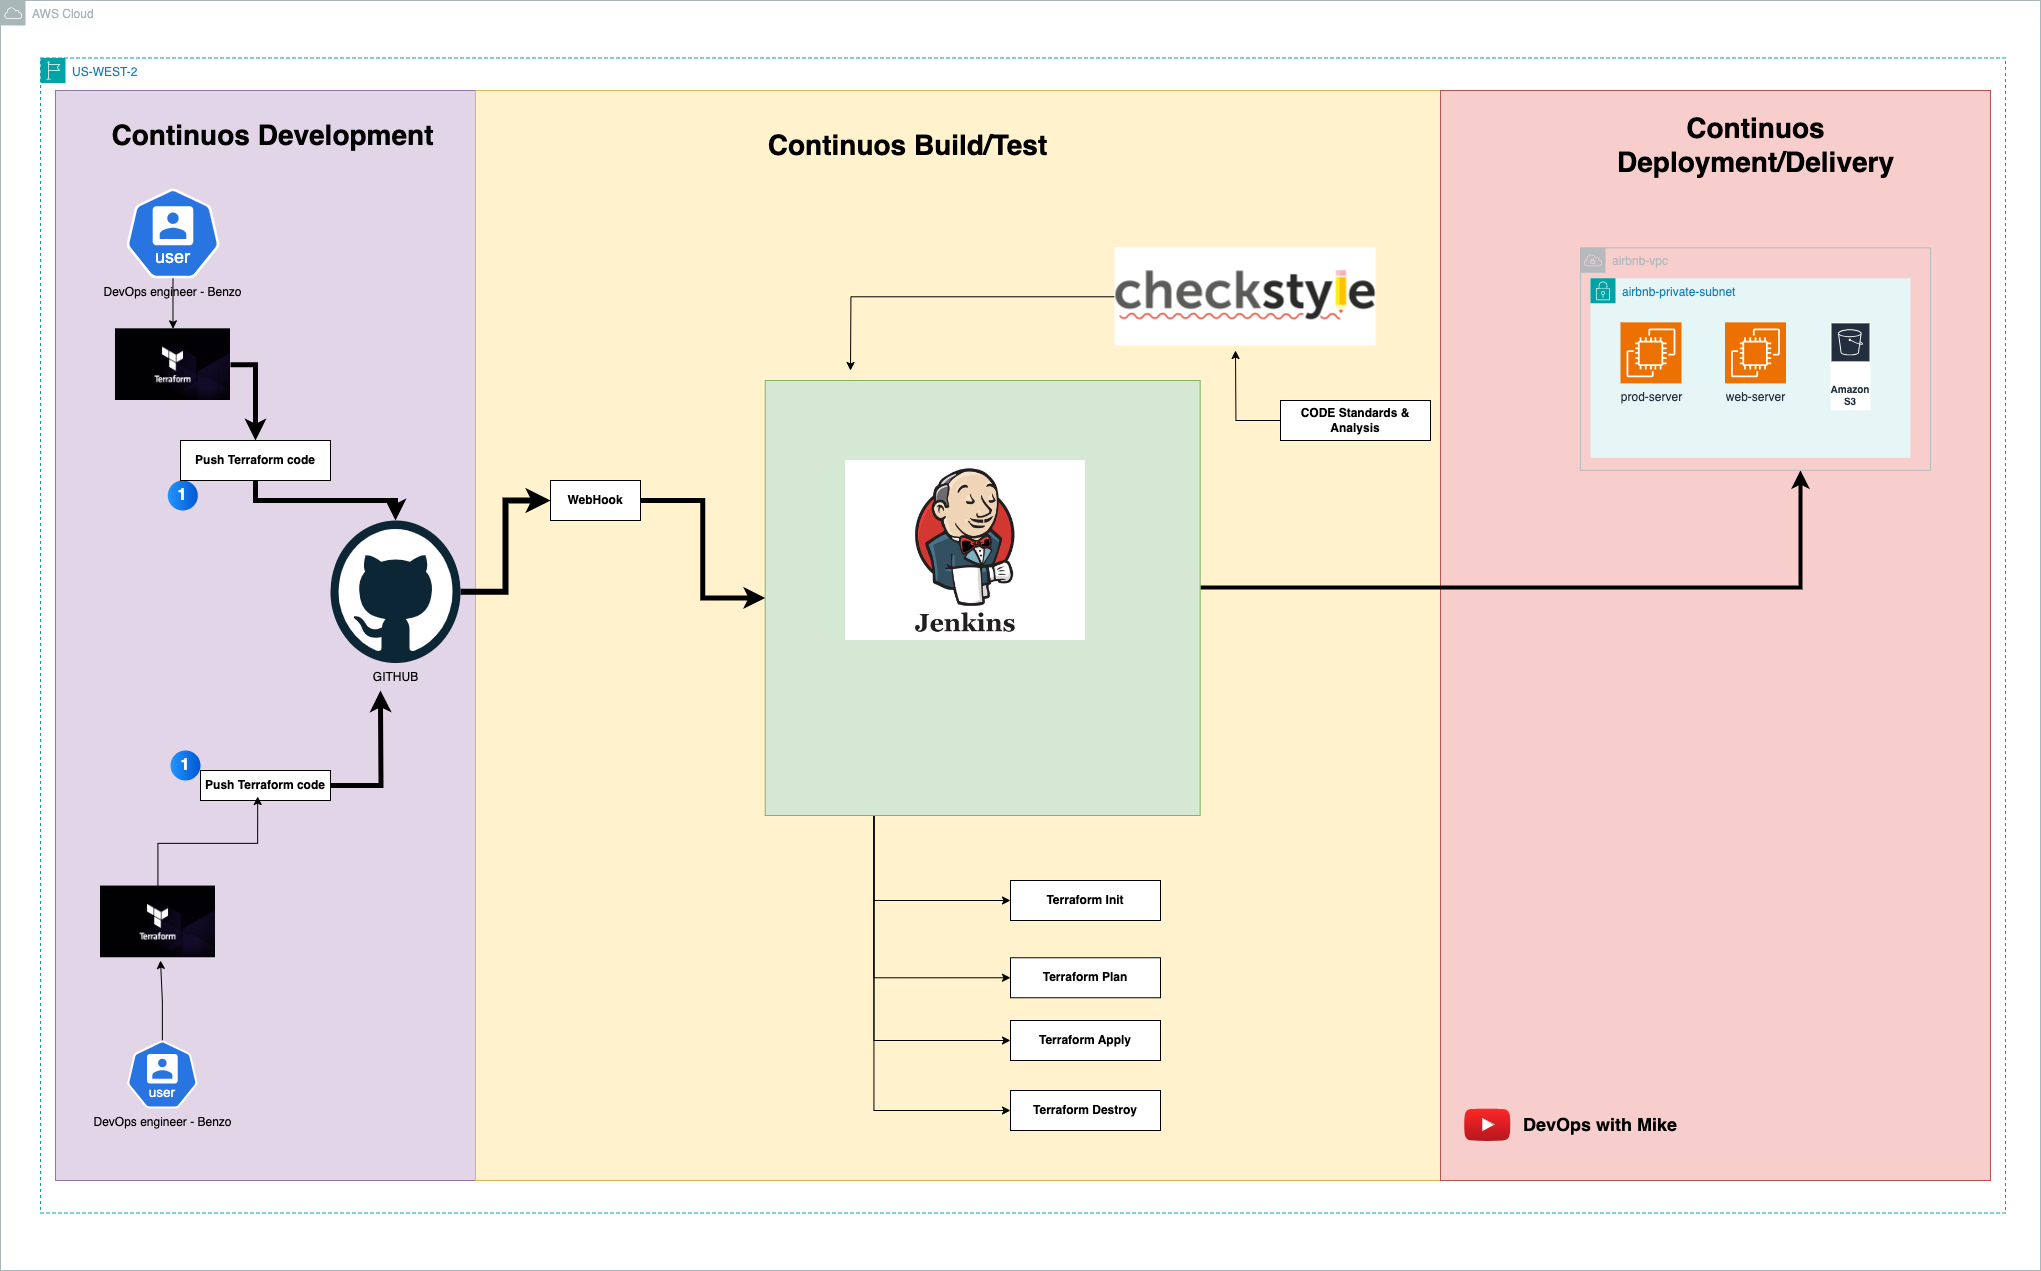 AWS Cloud
US-WEST-2
Continuos Development
user
DevOps engineer - Benzo
Terraform
Push Terraform code
1
GITHUB
1
Push Terraform code
Terraform
user
DevOps engineer - Benzo
Continuos Build/Test
checkstyle
CODE Standards &
Analysis
WebHook
Jenkins
Terraform Init
Terraform Plan
Terraform Apply
Terraform Destroy
Continuos
Deployment/Delivery
airbnb-vpc
airbnb-private-subnet
prod-server
web-server
Amazon
S3
DevOps with Mike